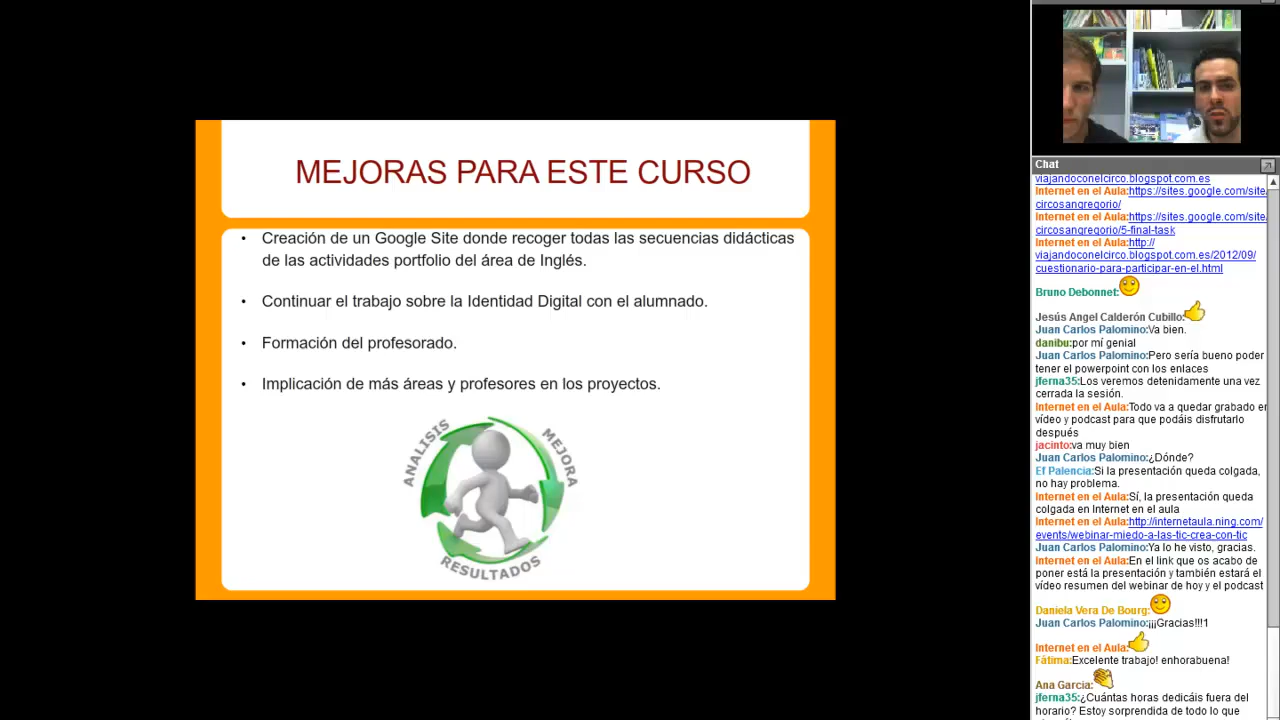 MEJORAS PARA ESTE CURSO
• Creación de un Google Site donde recoger todas las secuencias didácticas
de las actividades portfolio del área de Inglés.
• Continuar el trabajo sobre la Identidad Digital con el alumnado.
• Formación del profesorado.
• Implicación de más áreas y profesores en los proyectos.
ANALISIS
MEJORA
RESULTADOS
Chat
viajandoconelcirco.blogspot.com.es
Internet en el Aula:https://sites.google.com/site/
circosangregorio/
Internet en el Aula:https://sites.google.com/site/
circosangregorio/5-final-task
Internet en el Aula:http://
viajandoconelcirco.blogspot.com.es/2012/09/
cuestionario-para-participar-en-el.html
Bruno Debonnet:
Jesús Angel Calderón Cubillo:
Juan Carlos Palomino:Va bien.
danibu:por mí genial
Juan Carlos Palomino:Pero sería bueno poder
tener el powerpoint con los enlaces
jferna35:Los veremos detenidamente una vez
cerrada la sesión.
Internet en el Aula:Todo va a quedar grabado en
vídeo y podcast para que podáis disfrutarlo
después
jacinto:va muy bien
Juan Carlos Palomino:¿Dónde?
Ef Palencia:Si la presentación queda colgada,
no hay problema.
Internet en el Aula:Sí, la presentación queda
colgada en Internet en el aula
Internet en el Aula:http://internetaula.ning.com/
events/webinar-miedo-a-las-tic-crea-con-tic
Juan Carlos Palomino:Ya lo he visto, gracias.
Internet en el Aula:En el link que os acabo de
poner está la presentación y también estará el
vídeo resumen del webinar de hoy y el podcast
Daniela Vera De Bourg:
Juan Carlos Palomino:¡¡¡Gracias!!!1
Internet en el Aula:
Fátima:Excelente trabajo! enhorabuena!
Ana Garcia:
jferna35:¿Cuántas horas dedicáis fuera del
horario? Estoy sorprendida de todo lo que